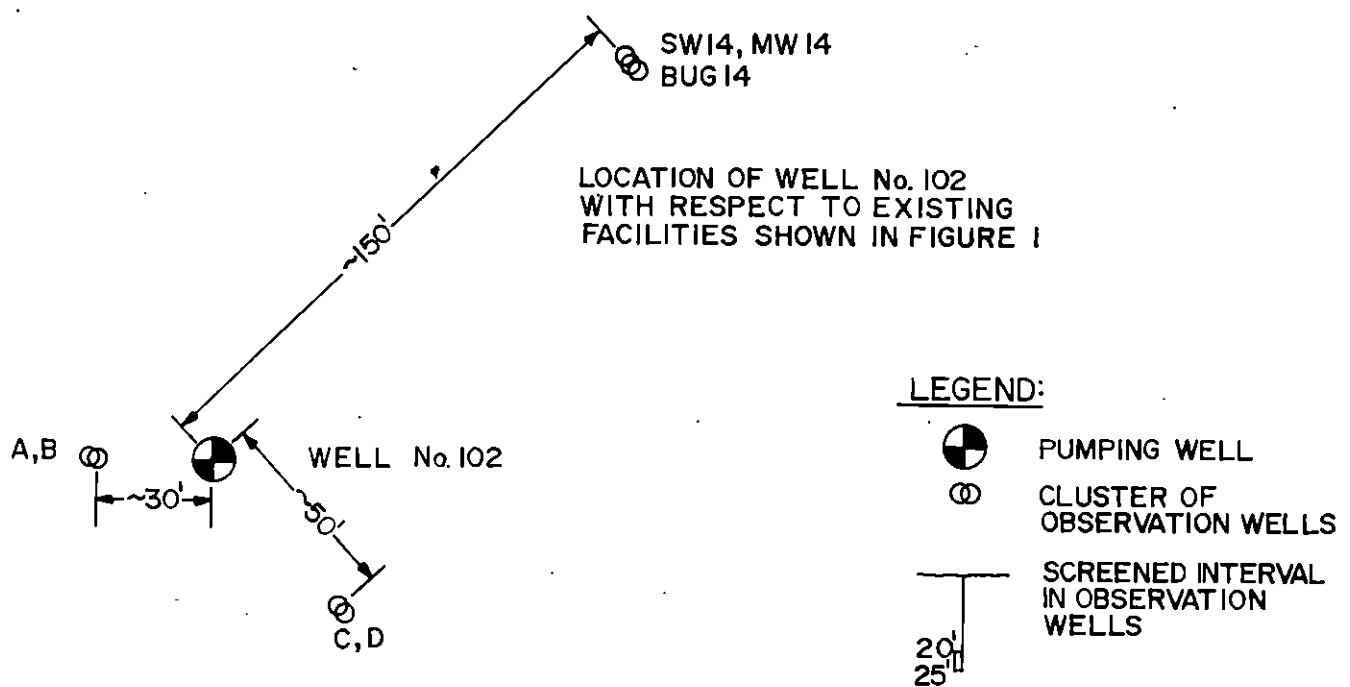 SW14, MW14
BUG14
LOCATION OF WELL No. 102
WITH RESPECT TO EXISTING
FACILITIES SHOWN IN FIGURE 1
~150'
A,B
WELL No. 102
~30'
~50'
C,D
LEGEND:
PUMPING WELL
CLUSTER OF
OBSERVATION WELLS
SCREENED INTERVAL
IN OBSERVATION
WELLS
20'
25'